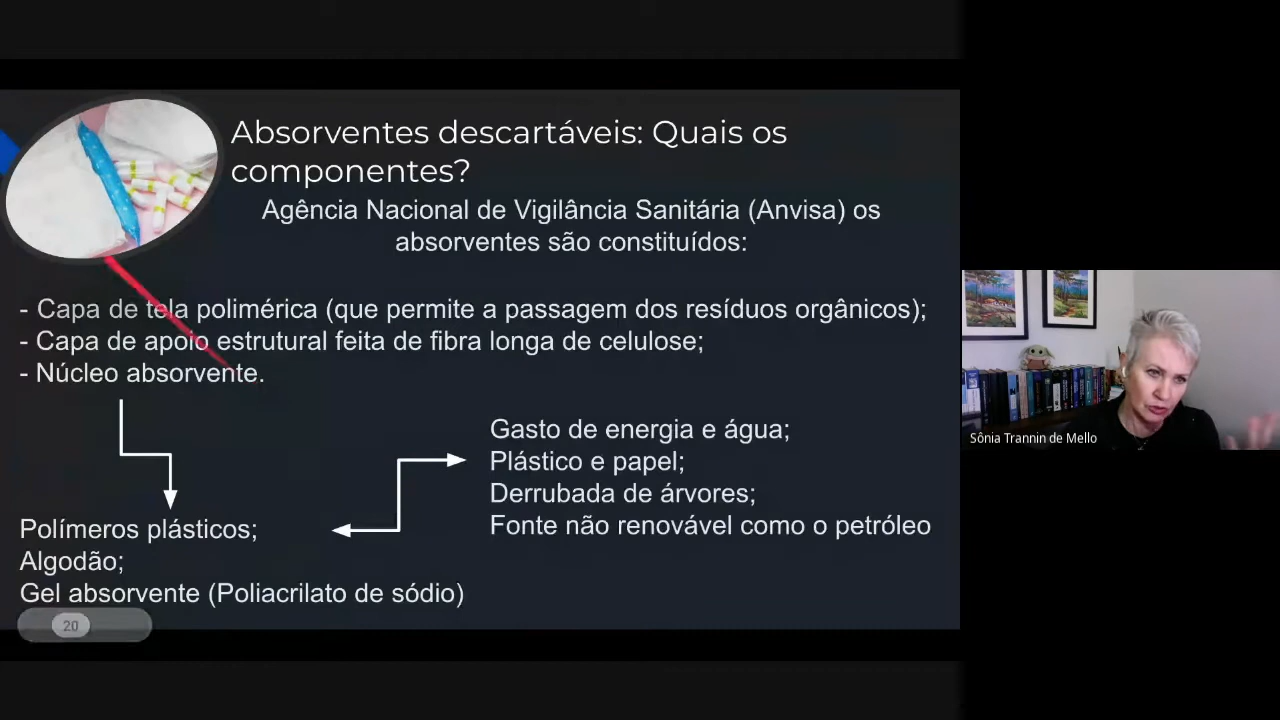 Absorventes descartáveis: Quais os
componentes?
Agência Nacional de Vigilância Sanitária (Anvisa) os
absorventes são constituídos:
- Capa de tela polimérica (que permite a passagem dos resíduos orgânicos);
- Capa de apoio estrutural feita de fibra longa de celulose;
- Núcleo absorvente.
Gasto de energia e água;
Plástico e papel;
Derrubada de árvores;
Fonte não renovável como o petróleo
Polímeros plásticos;
Algodão;
Gel absorvente (Poliacrilato de sódio)
20
Sônia Trannin de Mello